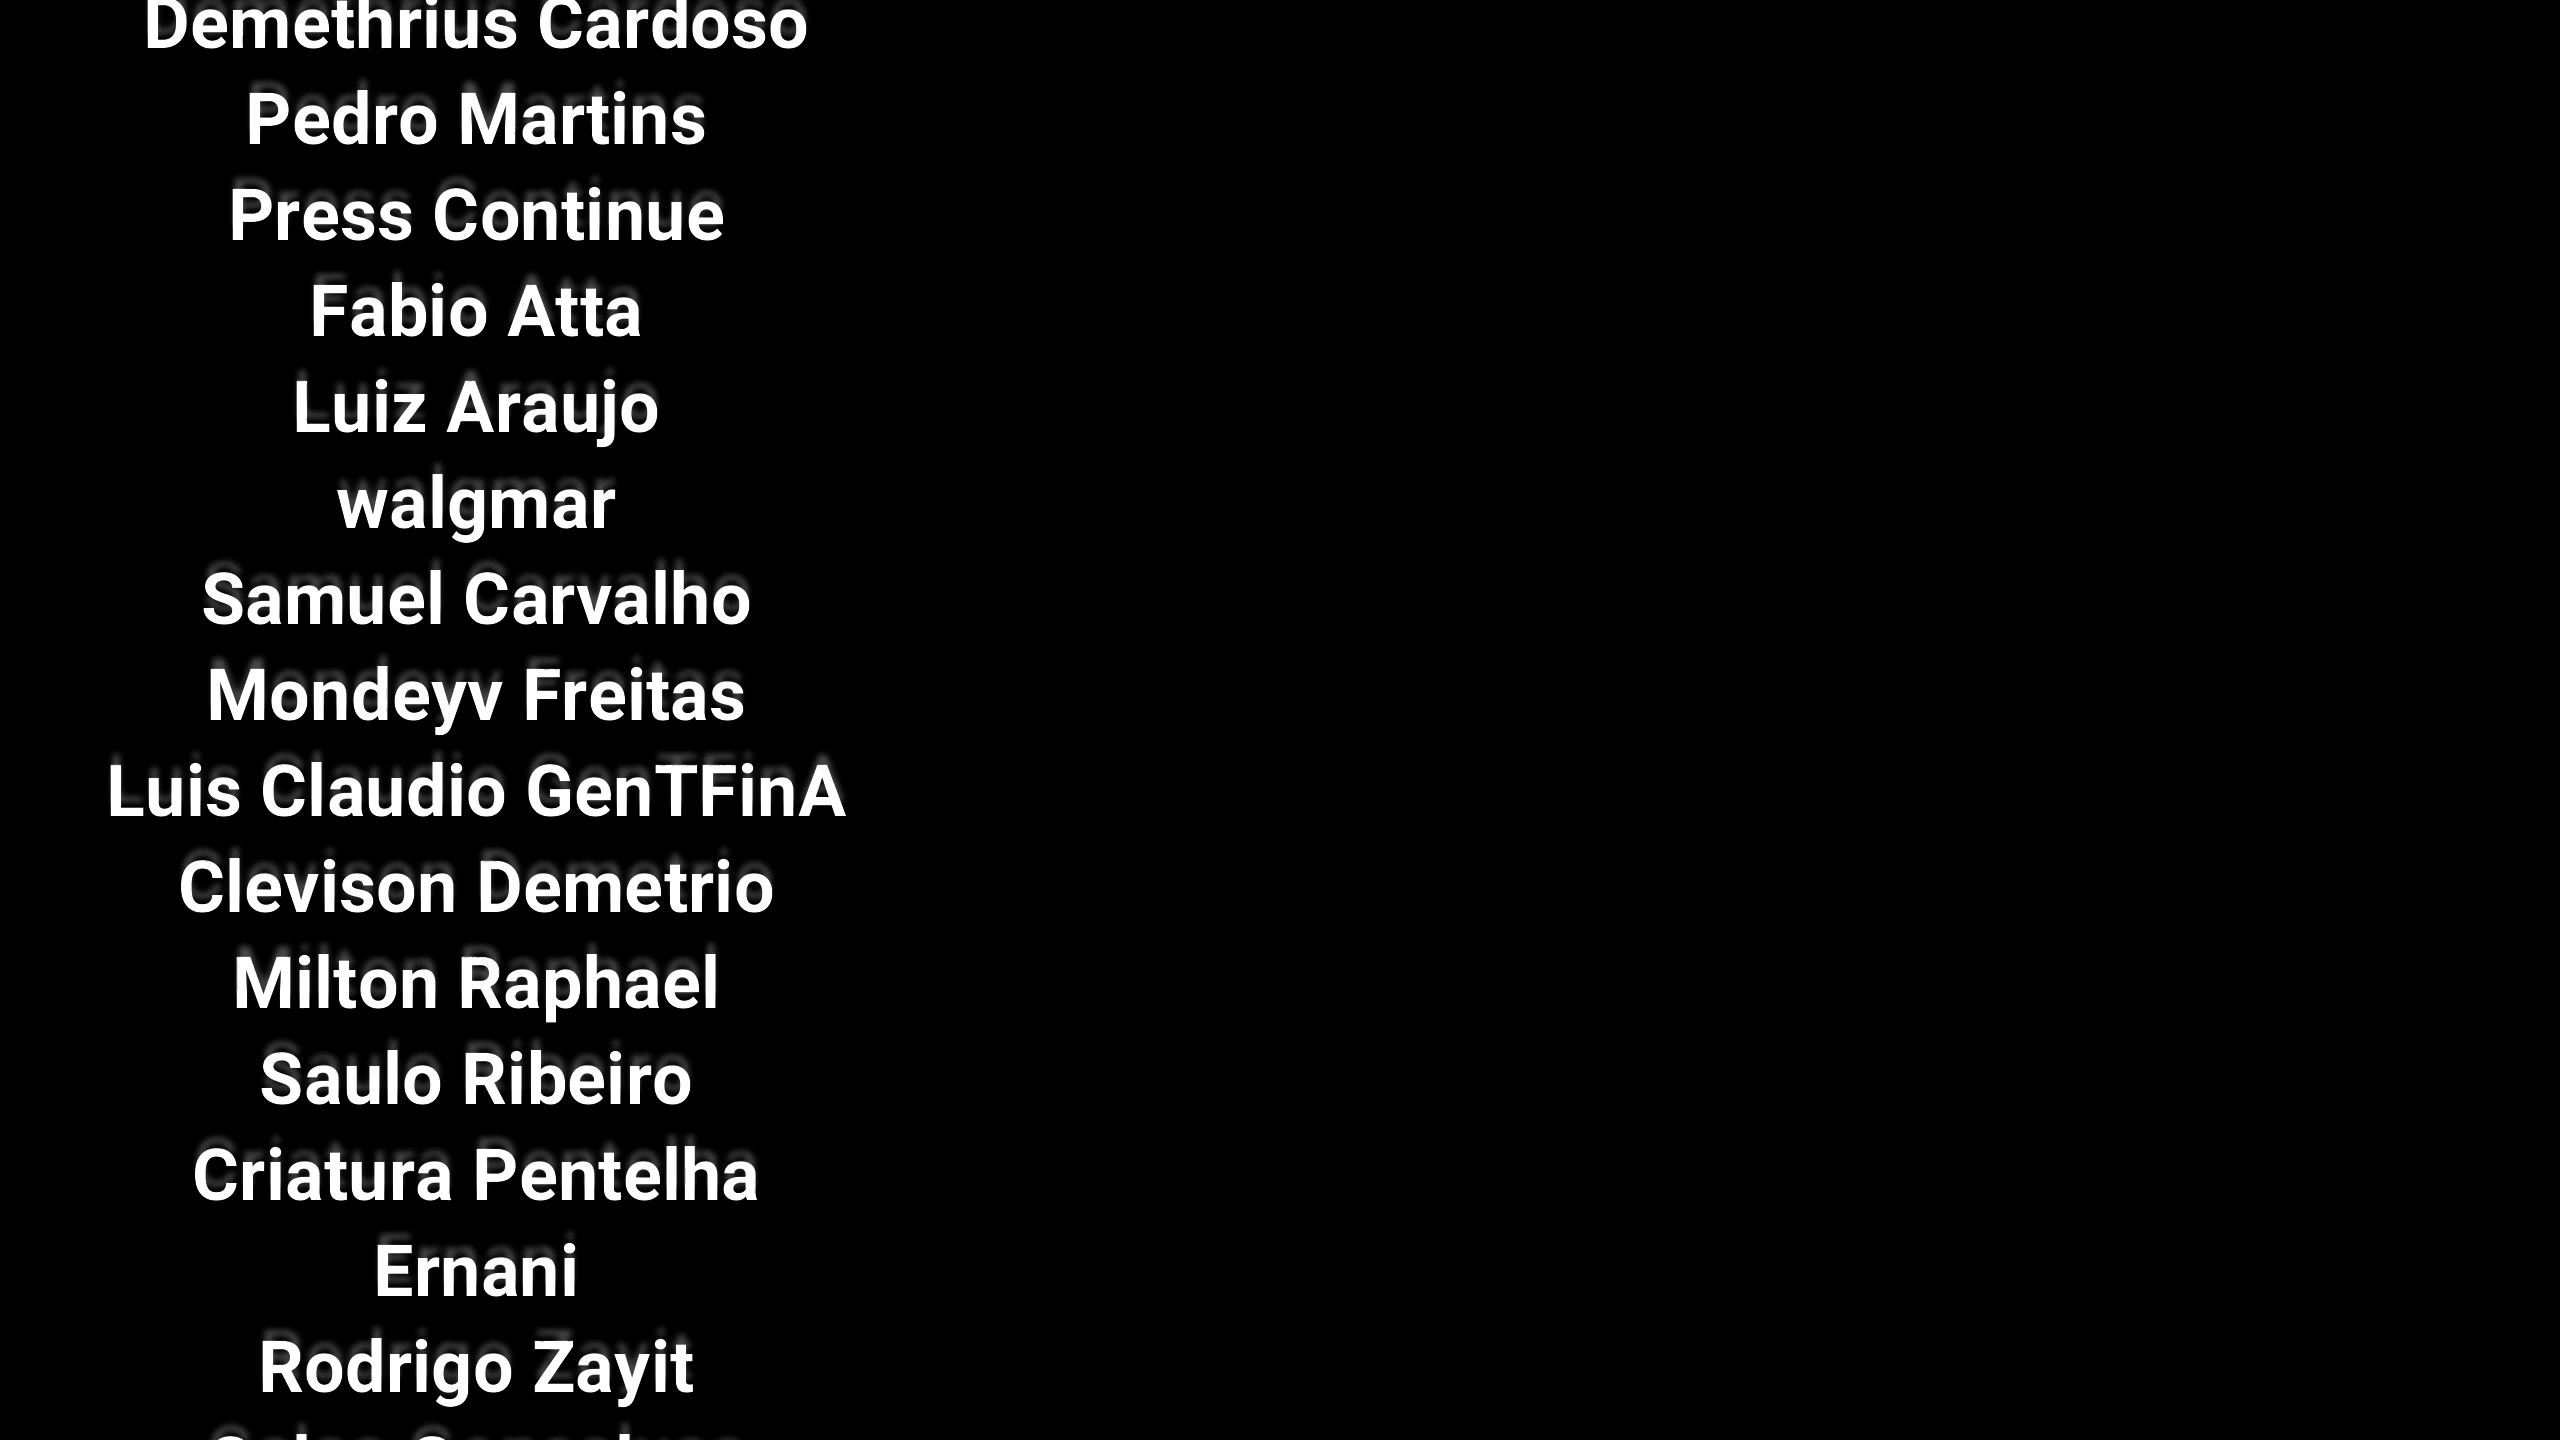 Demethrius Cardoso
Pedro Martins
Press Continue
Fabio Atta
Luiz Araujo
walgmar
Samuel Carvalho
Mondeyv Freitas
Luis Claudio GenTFinA
Clevison Demetrio
Milton Raphael
Saulo Ribeiro
Criatura Pentelha
Ernani
Rodrigo Zayit